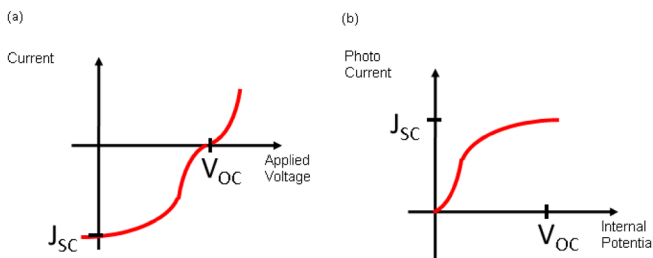 (a)
Current
J_SC
V_OC
Applied
Voltage
(b)
Photo
Current
J_SC
V_OC
Internal
Potentia